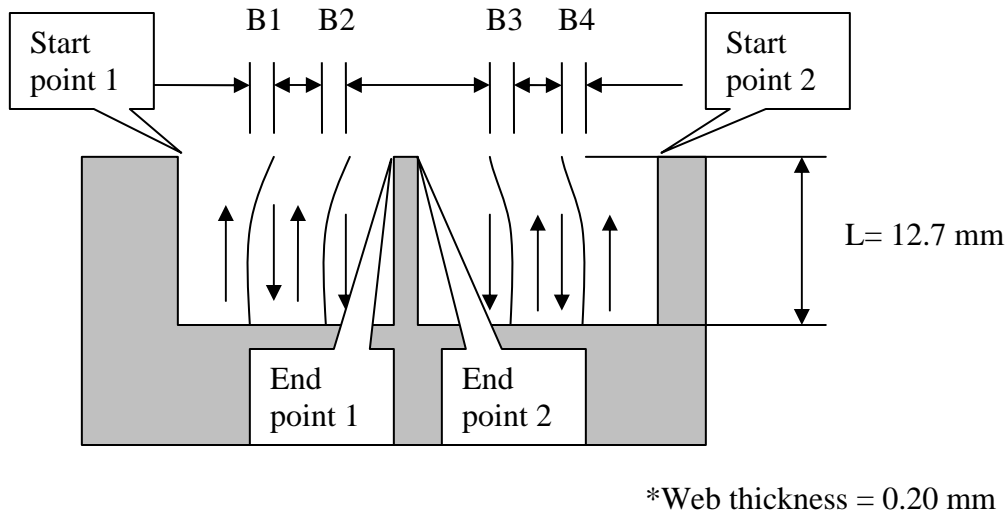 B1 B2 B3 B4
Start
point 1
Start
point 2
L= 12.7 mm
End
point 1
End
point 2
*Web thickness = 0.20 mm